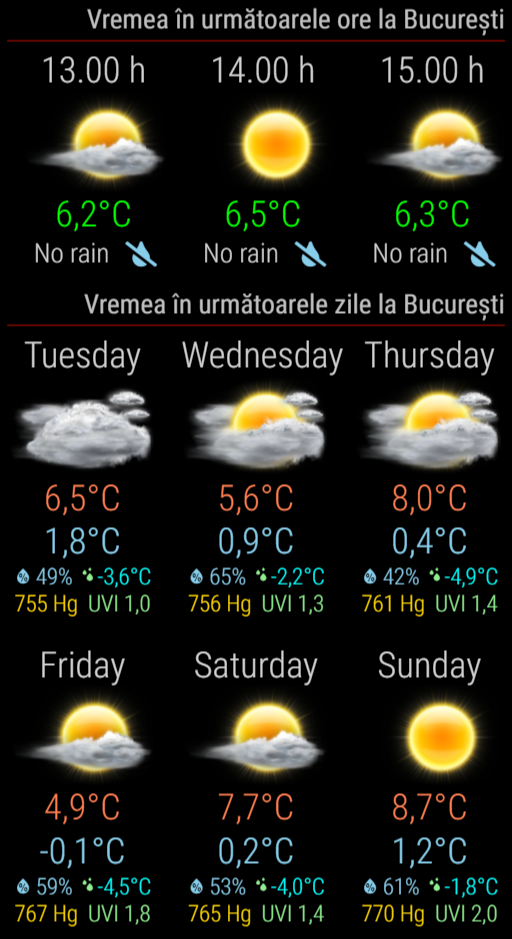 Vremea în următoarele ore la București
13.00 h 14.00 h 15.00 h
6,2°C 6,5°C 6,3°C
No rain No rain No rain
Vremea în următoarele zile la București
Tuesday Wednesday Thursday
6,5°C 5,6°C 8,0°C
1,8°C 0,9°C 0,4°C
49% -3,6°C 65% -2,2°C 42% -4,9°C
755 Hg UVI 1,0 756 Hg UVI 1,3 761 Hg UVI 1,4
Friday Saturday Sunday
4,9°C 7,7°C 8,7°C
-0,1°C 0,2°C 1,2°C
59% -4,5°C 53% -4,0°C 61% -1,8°C
767 Hg UVI 1,8 765 Hg UVI 1,4 770 Hg UVI 2,0